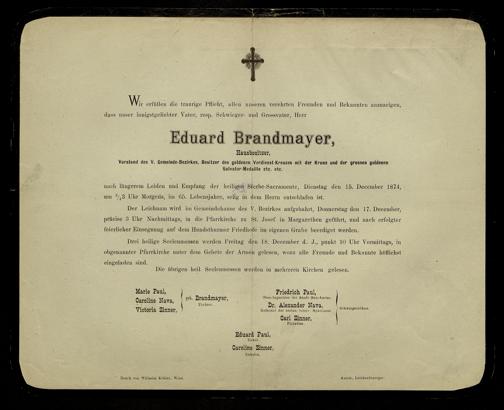 Wir erfüllen die traurige Pflicht, allen unseren verehrten Freunden und Bekannten anzuzeigen,
dass unser innigstgeliebter Vater, resp. Schwieger- und Grossvater, Herr
Eduard Brandmayer,
Hausbesitzer,
Vorstand des V. Gemeinde-Bezirkes, Besitzer des goldenen Verdienst-Kreuzes mit der Krone und der grossen goldenen
Salvator-Medaille etc. etc.
nach längerem Leiden und Empfang der heiligen Sterbe-Sacramente, Dienstag den 15. December 1874,
um Uhr Morgens, im 65. Lebensjahre, selig in dem Herrn entschlafen ist.
Der Leichnam wird im Gemeindehause des V. Bezirkes aufgebahrt, Donnerstag den 17. December,
präcise 3 Uhr Nachmittags, in die Pfarrkirche zu St. Josef in Margarethen geführt, und nach erfolgter
feierlicher Einsegnung auf dem Hundsthurmer Friedhofe im eigenen Grabe beerdiget werden.
Drei heilige Seelenmessen werden Freitag den 18. December d. J., punkt 10 Uhr Vormittags, in
obgenannter Pfarrkirche unter dem Gebete der Armen gelesen, wozu alle Freunde und Bekannte höflichst
eingeladen sind.
Die übrigen heil. Seelenmessen werden in mehreren Kirchen gelesen.
Marie Paul,
Caroline Nava,
Victoria Zinner,
geb. Brandmayer,
Töchter.
Friedrich Paul,
Dr. Alexander Nava,
Carl Zinner,
Schwiegersöhne.
Eduard Paul,
Enkel.
Caroline Zinner,
Enkelin.
Druck von Wilhelm Köhler, Wien.